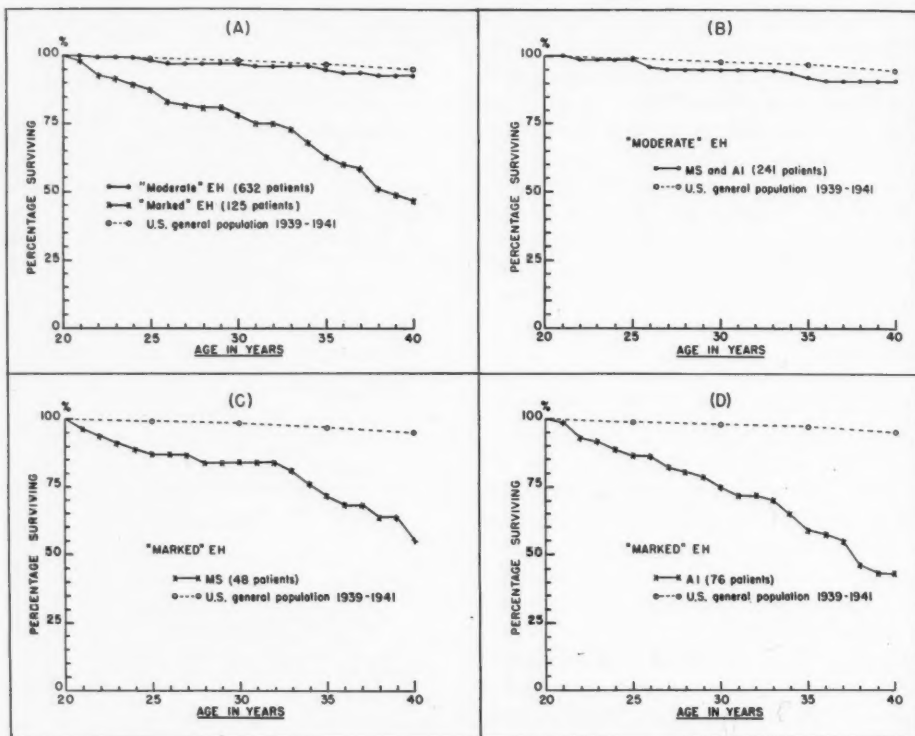 (A)
%
100
75
50
25
0
PERCENTAGE SURVIVING
"Moderate" EH (632 patients)
"Marked" EH (125 patients)
U.S. general population 1939-1941
20 25 30 35 40
AGE IN YEARS
(B)
%
100
75
50
25
0
PERCENTAGE SURVIVING
"MODERATE" EH
MS and AI (241 patients)
U.S. general population 1939-1941
20 25 30 35 40
AGE IN YEARS
(C)
%
100
75
50
25
0
PERCENTAGE SURVIVING
"MARKED" EH
MS (48 patients)
U.S. general population 1939-1941
20 25 30 35 40
AGE IN YEARS
(D)
%
100
75
50
25
0
PERCENTAGE SURVIVING
"MARKED" EH
AI (76 patients)
U.S. general population 1939-1941
20 25 30 35 40
AGE IN YEARS